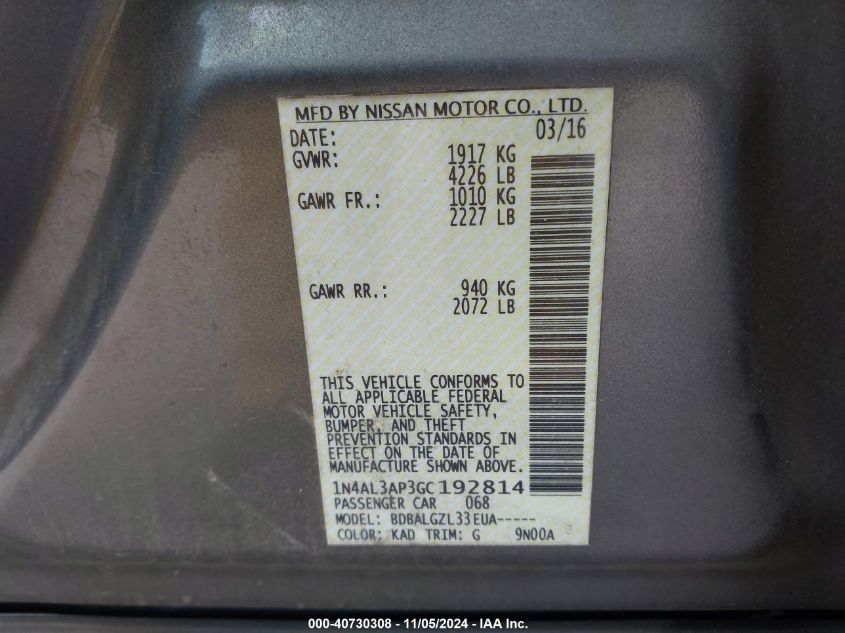 MFD BY NISSAN MOTOR CO., LTD.
DATE: 03/16
GVWR: 1917 KG
4226 LB
GAWR FR.: 1010 KG
2227 LB
GAWR RR.: 940 KG
2072 LB
THIS VEHICLE CONFORMS TO
ALL APPLICABLE FEDERAL
MOTOR VEHICLE SAFETY,
BUMPER, AND THEFT
PREVENTION STANDARDS IN
EFFECT ON THE DATE OF
MANUFACTURE SHOWN ABOVE.
1N4AL3AP3GC192814
PASSENGER CAR 068
MODEL: BDBALGZL33EUA-----
COLOR: KAD TRIM: G 9N00A
000-40730308 - 11/05/2024 - IAA Inc.